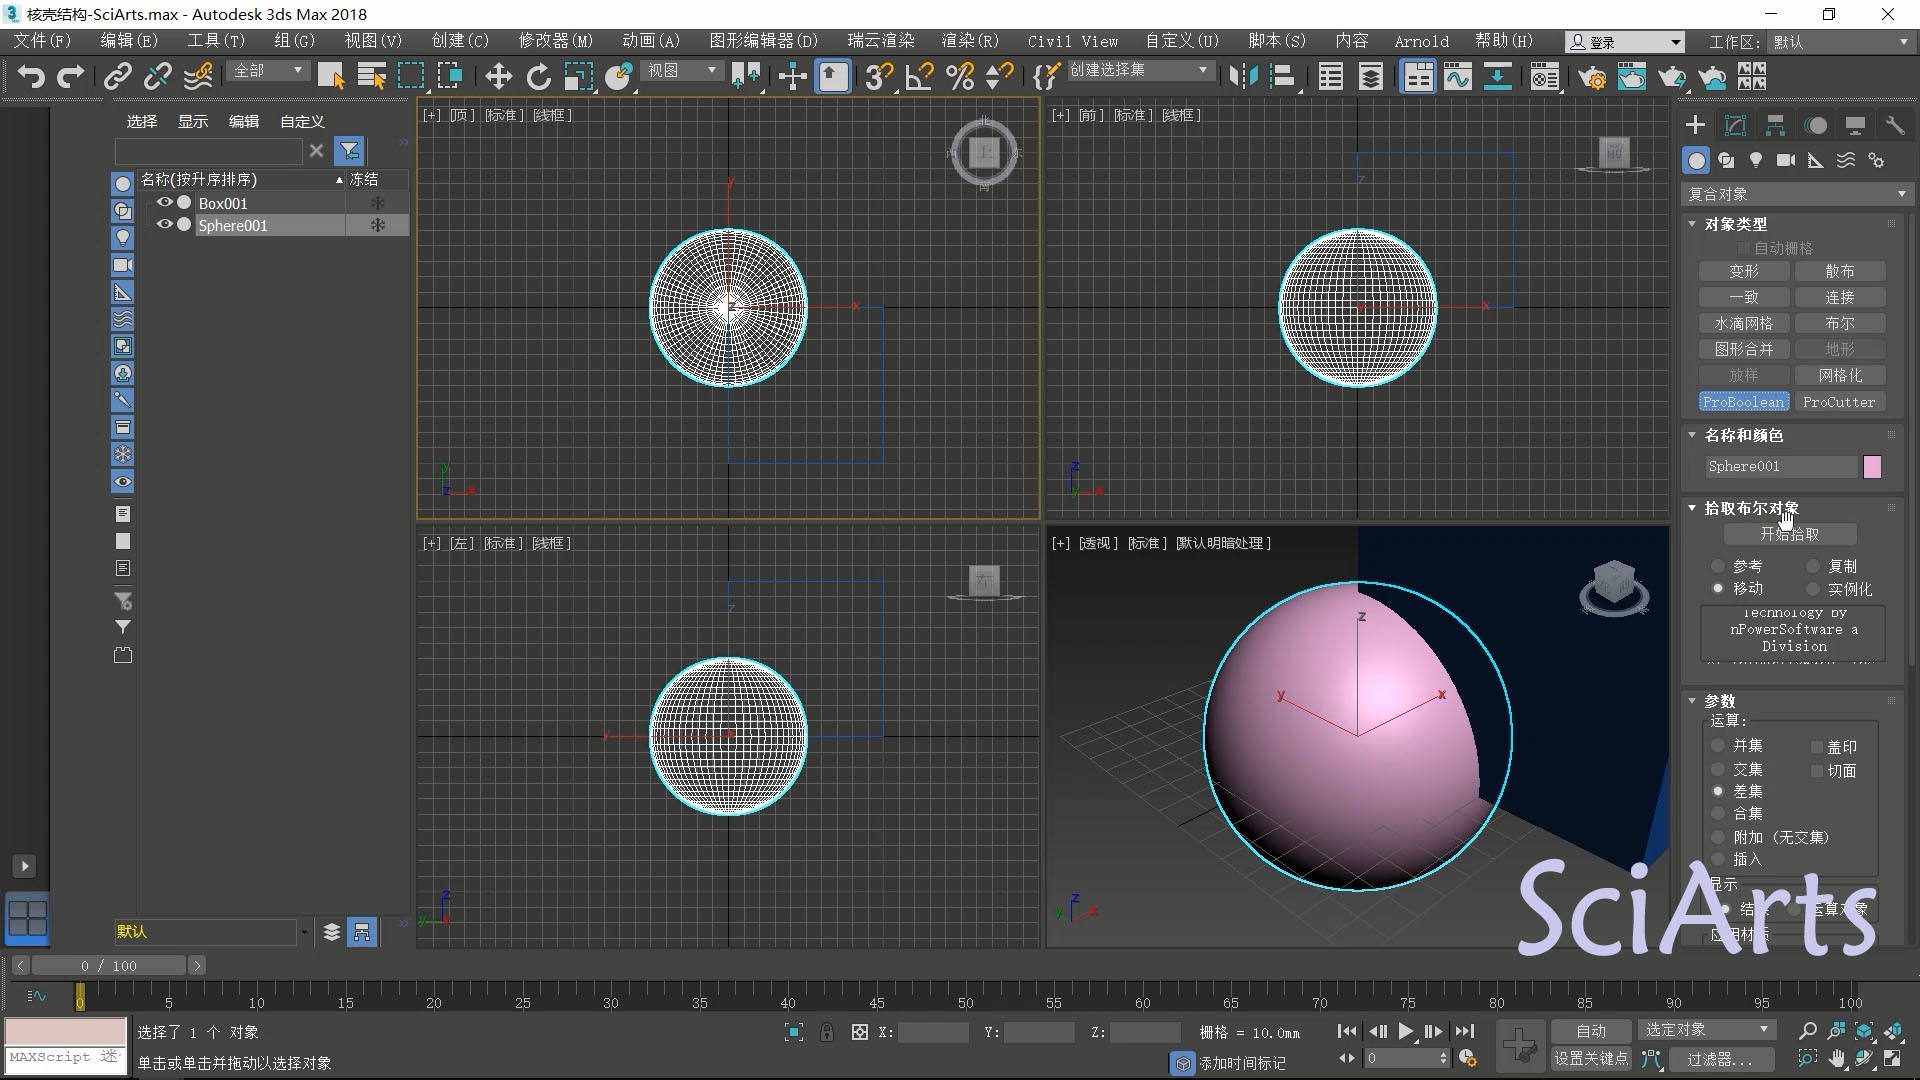 核壳结构-SciArts.max - Autodesk 3ds Max 2018
文件(F) 编辑(E) 工具(T) 组(G) 视图(V) 创建(C) 修改器(M) 动画(A) 图形编辑器(D) 瑞云渲染 渲染(R) Civil View 自定义(U) 脚本(S) 内容 Arnold 帮助(H) 登录 工作区: 默认
全部 视图 创建选择集
选择 显示 编辑 自定义
名称(按升序排序) 冻结
Box001
Sphere001
默认
[+] [顶] [标准] [线框]
北
上
东
南
西
[+] [前] [标准] [线框]
前
[+] [左] [标准] [线框]
左
[+] [透视] [标准] [默认明暗处理]
复合对象
对象类型
自动栅格
变形 散布
一致 连接
水滴网格 布尔
图形合并 地形
放样 网格化
ProBoolean ProCutter
名称和颜色
Sphere001
拾取布尔对象
开始拾取
参考 复制
移动 实例化
Technology by
nPowerSoftware a
Division
参数
运算:
并集 盖印
交集 切面
差集
合集
附加 (无交集)
插入
显示
结果 运算对象
应用材质
SciArts
0 / 100
0 5 10 15 20 25 30 35 40 45 50 55 60 65 70 75 80 85 90 95 100
选择了 1 个 对象
X: Y: Z: 栅格 = 10.0mm
自动 选定对象
MAXScript 迷
单击或单击并拖动以选择对象
添加时间标记
0
设置关键点 过滤器...